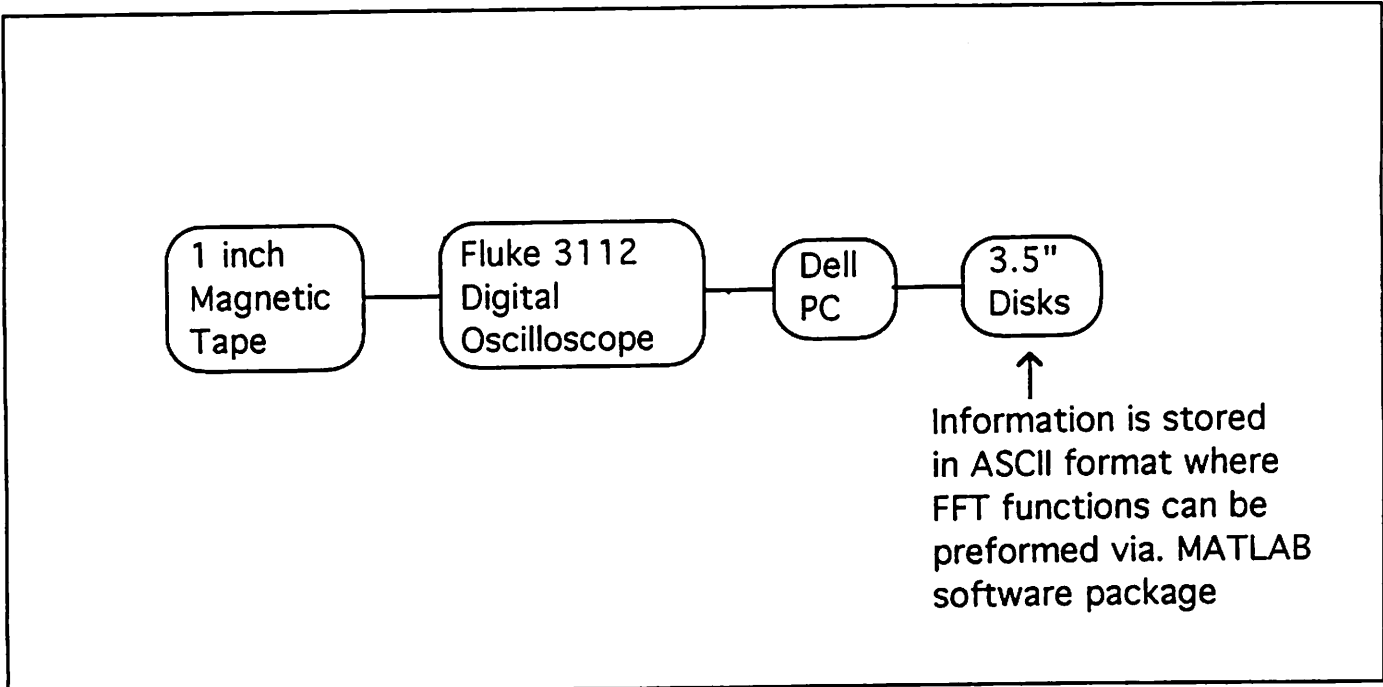 1 inch
Magnetic
Tape
Fluke 3112
Digital
Oscilloscope
Dell
PC
3.5"
Disks
Information is stored
in ASCII format where
FFT functions can be
preformed via. MATLAB
software package